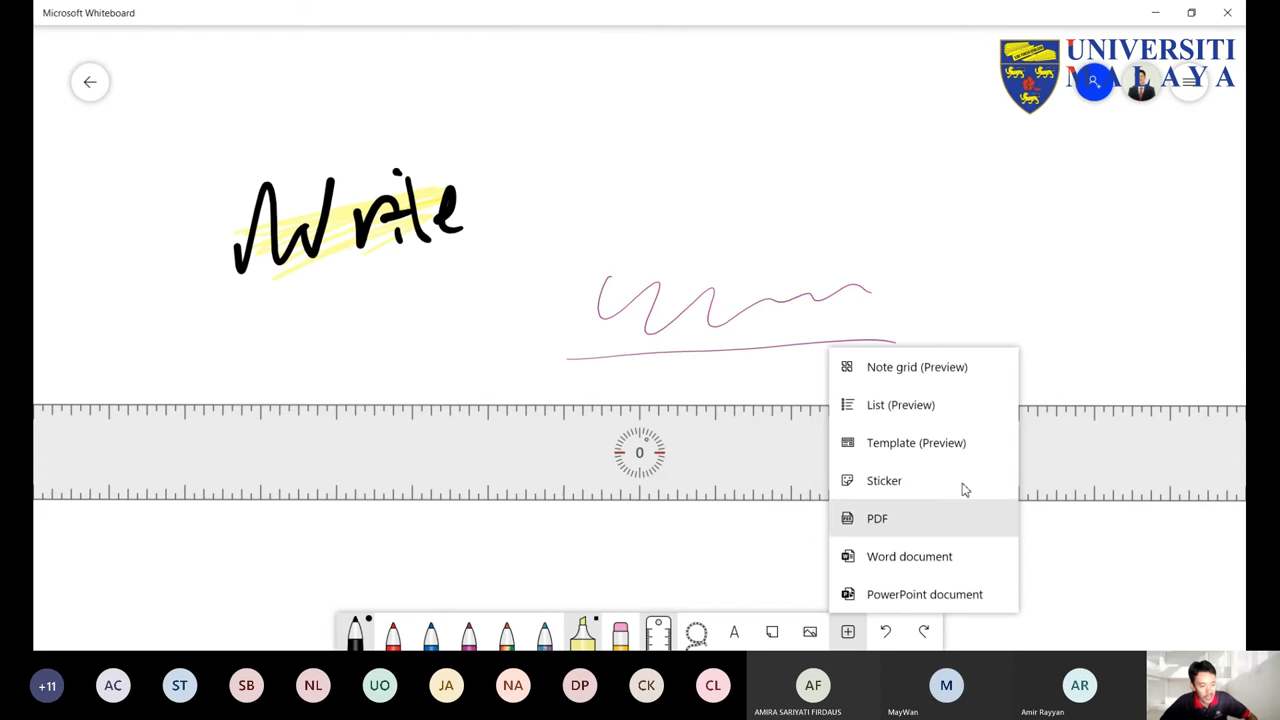 Microsoft Whiteboard
UNIVERSITI
MALAYA
Write
Note grid (Preview)
List (Preview)
Template (Preview)
Sticker
0°
PDF
Word document
PowerPoint document
A
+11
AC
ST
SB
NL
UO
JA
NA
DP
CK
CL
AF
M
AR
AMIRA SARIYATI FIRDAUS
MayWan
Amir Rayyan